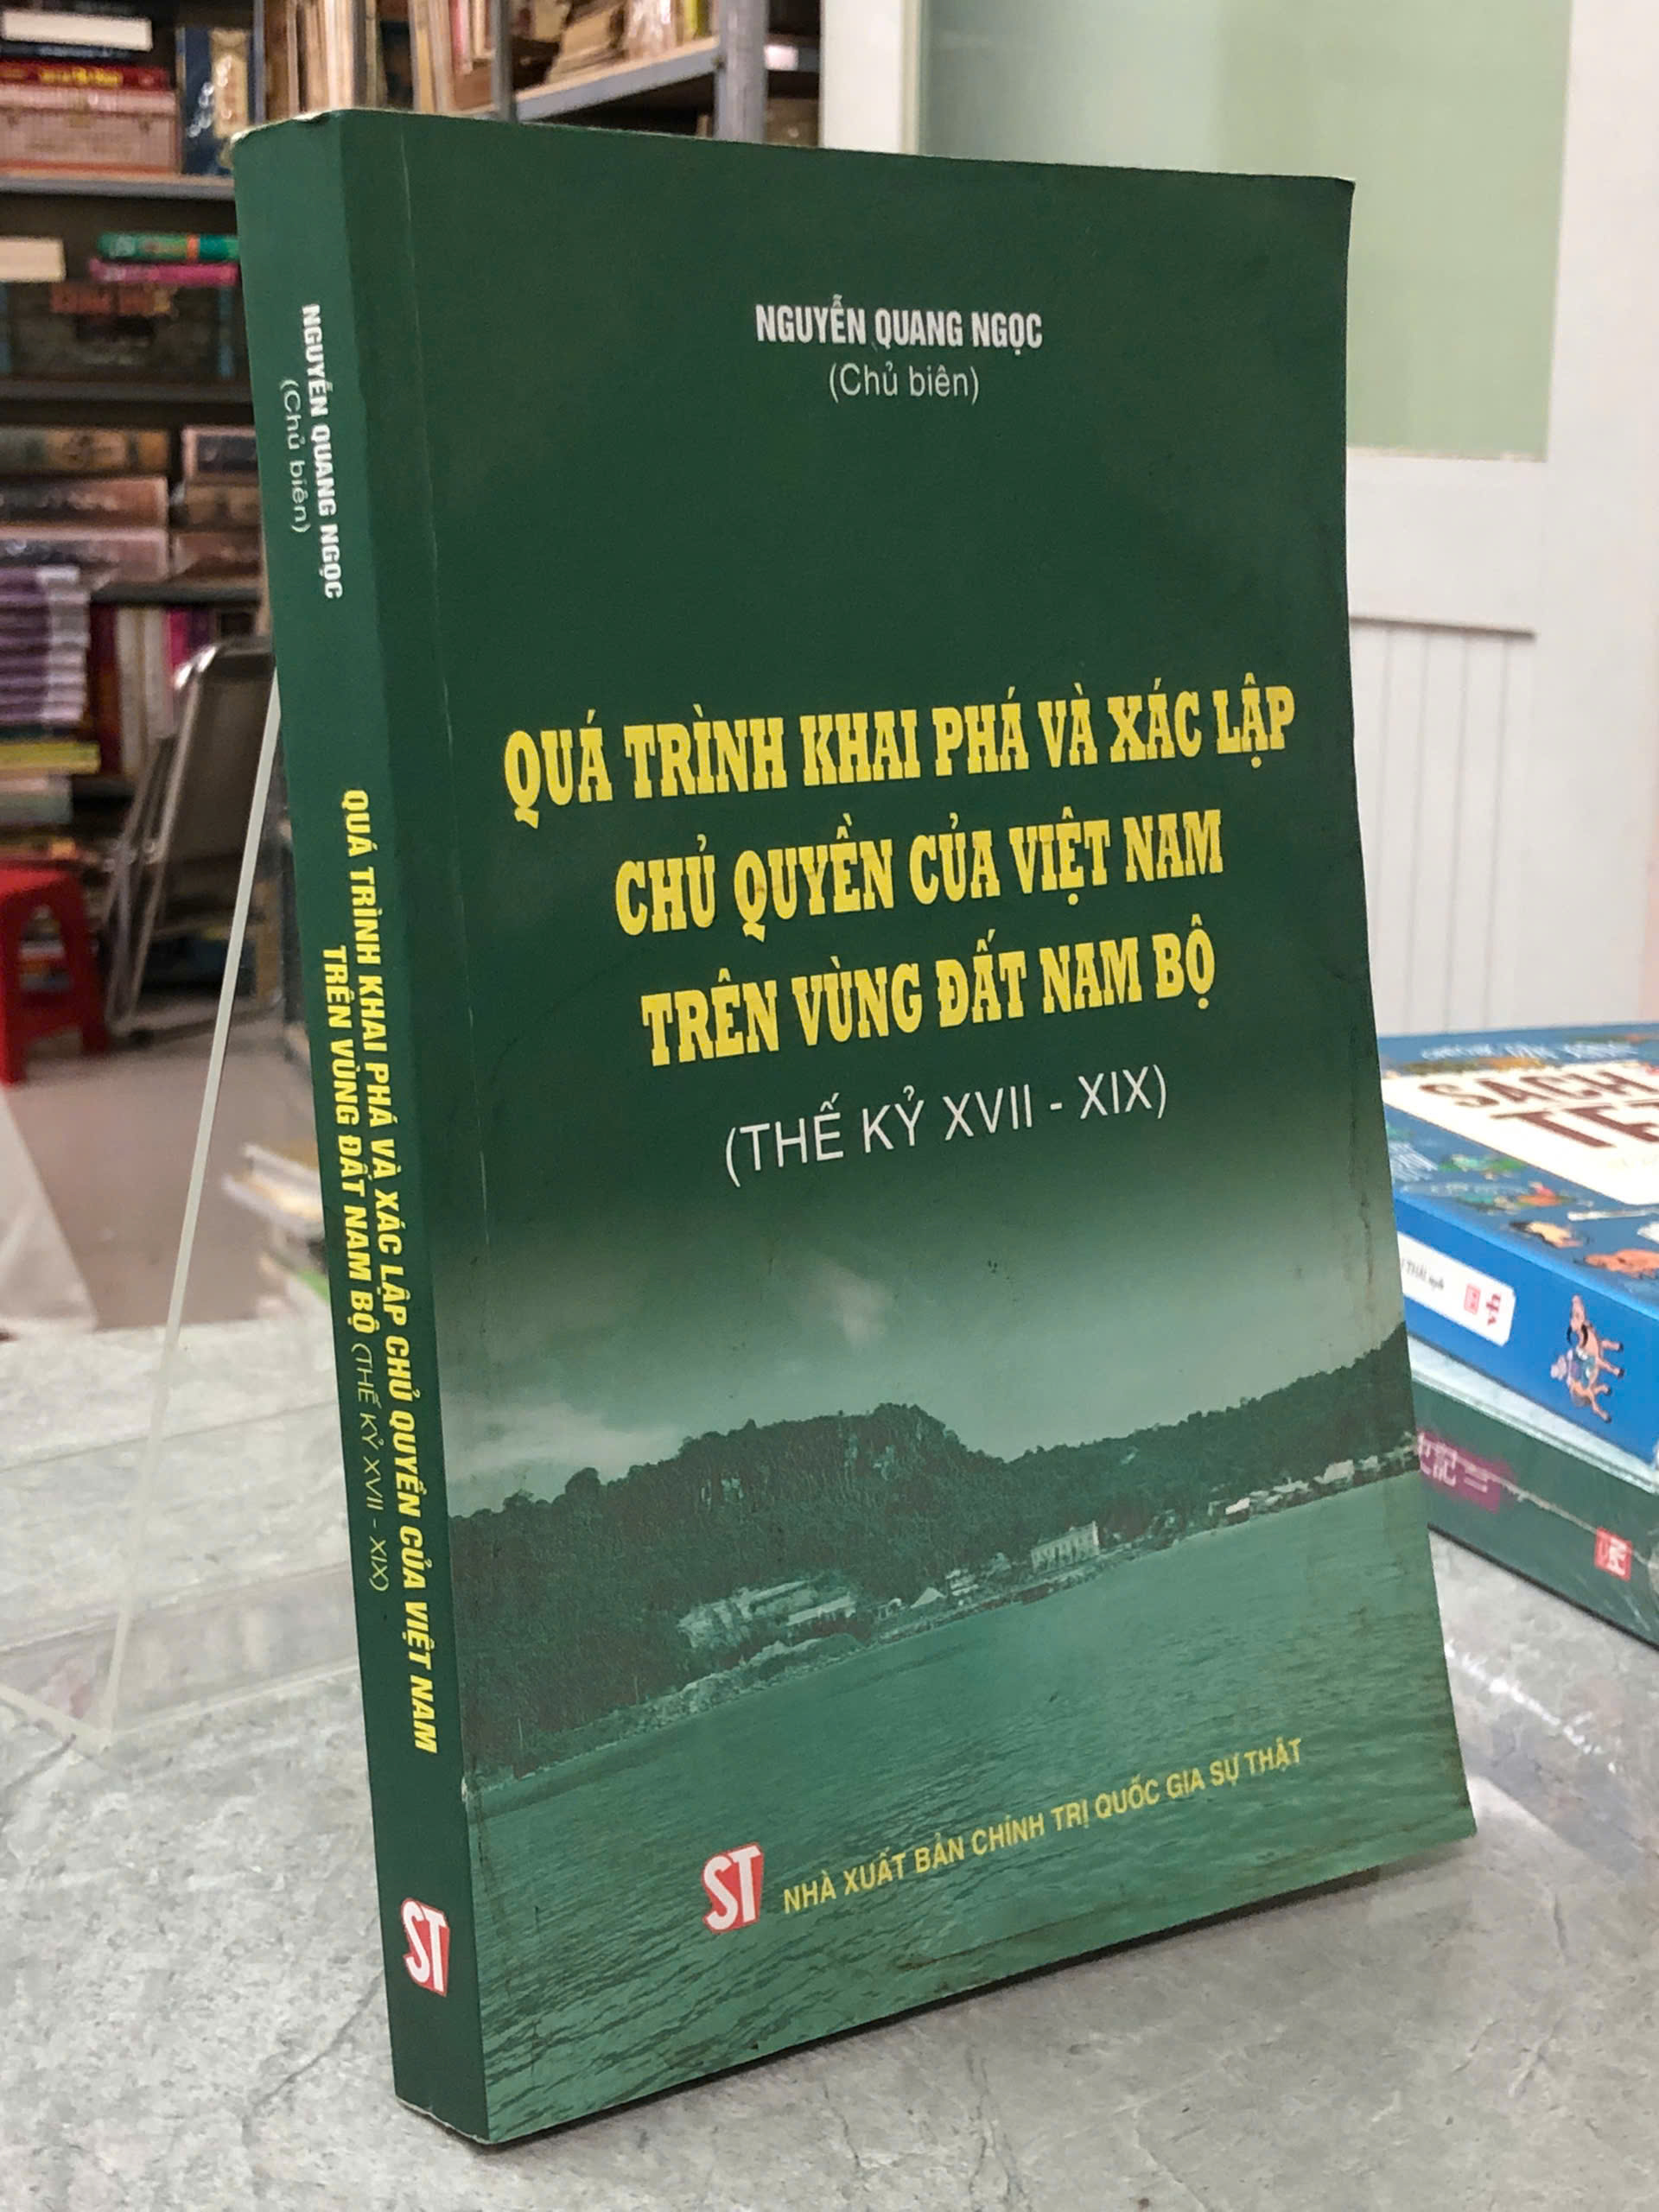 NGUYỄN QUANG NGỌC
(Chủ biên)
QUÁ TRÌNH KHAI PHÁ VÀ XÁC LẬP
CHỦ QUYỀN CỦA VIỆT NAM
TRÊN VÙNG ĐẤT NAM BỘ
(THẾ KỶ XVII - XIX)
ST
NHÀ XUẤT BẢN CHÍNH TRỊ QUỐC GIA SỰ THẬT
NGUYỄN QUANG NGỌC
(Chủ biên)
QUÁ TRÌNH KHAI PHÁ VÀ XÁC LẬP CHỦ QUYỀN CỦA VIỆT NAM
TRÊN VÙNG ĐẤT NAM BỘ (THẾ KỶ XVII - XIX)
ST
SÁCH
TẾT